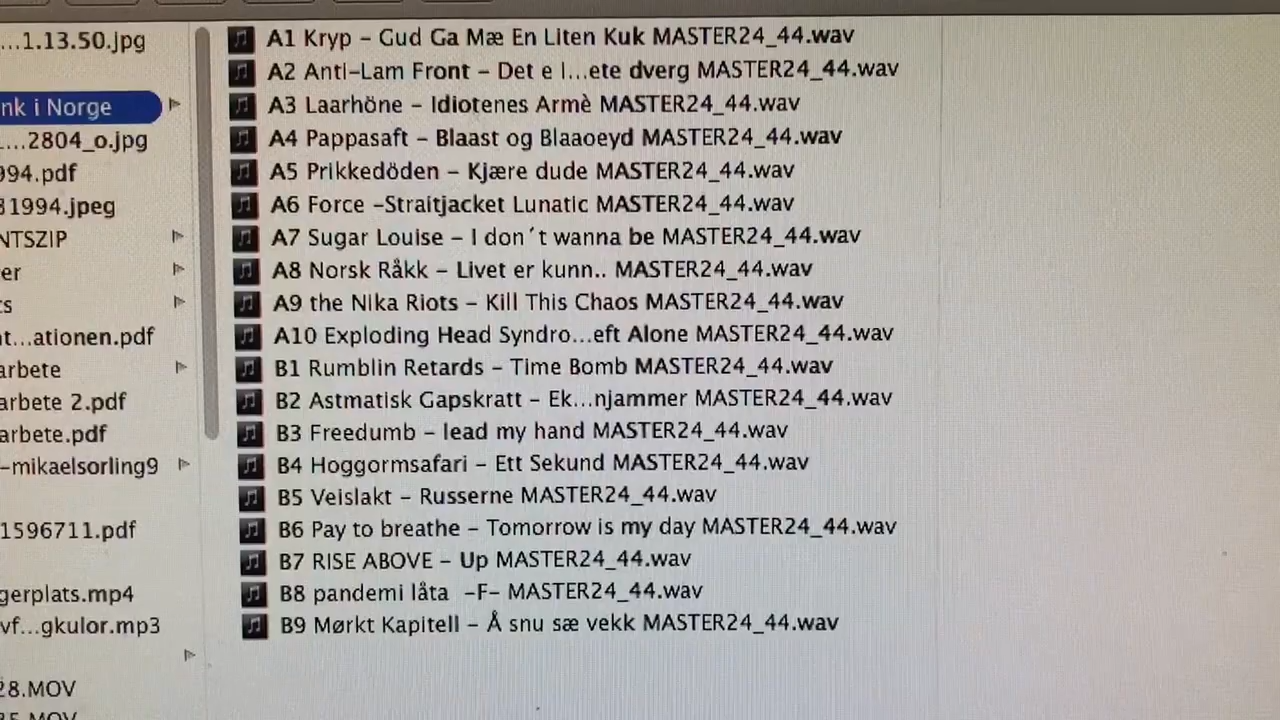 ...1.13.50.jpg
nk i Norge
...2804_o.jpg
994.pdf
31994.jpeg
NTSZIP
er
ts
nt...ationen.pdf
arbete
arbete 2.pdf
arbete.pdf
-mikaelsorling9
1596711.pdf
gerplats.mp4
vf...gkulor.mp3
28.MOV
A1 Kryp - Gud Ga Mæ En Liten Kuk MASTER24_44.wav
A2 Anti-Lam Front - Det e l...ete dverg MASTER24_44.wav
A3 Laarhöne - Idiotenes Armè MASTER24_44.wav
A4 Pappasaft - Blaast og Blaaoeyd MASTER24_44.wav
A5 Prikkedöden - Kjære dude MASTER24_44.wav
A6 Force -Straitjacket Lunatic MASTER24_44.wav
A7 Sugar Louise - I don´t wanna be MASTER24_44.wav
A8 Norsk Råkk - Livet er kunn.. MASTER24_44.wav
A9 the Nika Riots - Kill This Chaos MASTER24_44.wav
A10 Exploding Head Syndro...eft Alone MASTER24_44.wav
B1 Rumblin Retards - Time Bomb MASTER24_44.wav
B2 Astmatisk Gapskratt - Ek...njammer MASTER24_44.wav
B3 Freedumb - lead my hand MASTER24_44.wav
B4 Hoggormsafari - Ett Sekund MASTER24_44.wav
B5 Veislakt - Russerne MASTER24_44.wav
B6 Pay to breathe - Tomorrow is my day MASTER24_44.wav
B7 RISE ABOVE - Up MASTER24_44.wav
B8 pandemi låta -F- MASTER24_44.wav
B9 Mørkt Kapitell - Å snu sæ vekk MASTER24_44.wav